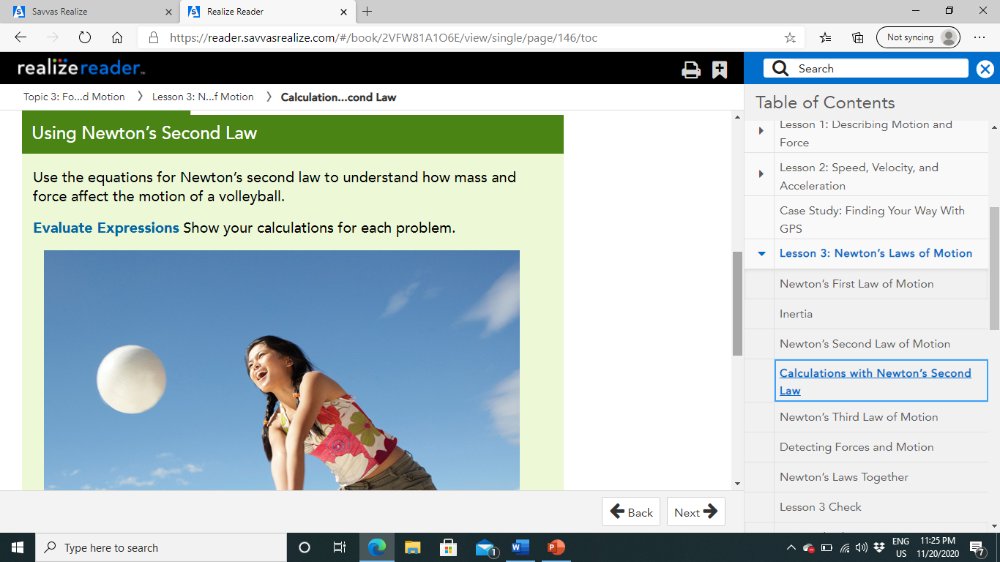 Savvas Realize
Realize Reader
https://reader.savvasrealize.com/#/book/2VFW81A1O6E/view/single/page/146/toc
Not syncing
realizereader™
Search
Topic 3: Fo...d Motion
Lesson 3: N...f Motion
Calculation...cond Law
Table of Contents
Using Newton's Second Law
Use the equations for Newton's second law to understand how mass and
force affect the motion of a volleyball.
Evaluate Expressions Show your calculations for each problem.
Lesson 1: Describing Motion and
Force
Lesson 2: Speed, Velocity, and
Acceleration
Case Study: Finding Your Way With
GPS
Lesson 3: Newton's Laws of Motion
Newton's First Law of Motion
Inertia
Newton's Second Law of Motion
Calculations with Newton's Second
Law
Newton's Third Law of Motion
Detecting Forces and Motion
Newton's Laws Together
Lesson 3 Check
Back
Next
Type here to search
1
ENG
US
11:25 PM
11/20/2020
7